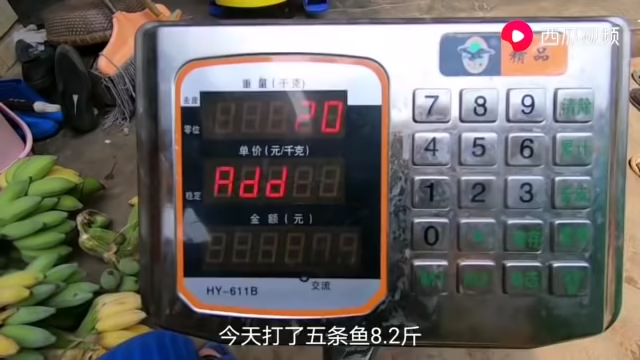 西瓜视频
精品
重量(千克)
去皮
零位
20
单价(元/千克)
稳定
Add
金额(元)
HY-611B
交流
7 8 9 清除
4 5 6 累计
1 2 3
0
今天打了五条鱼8.2斤